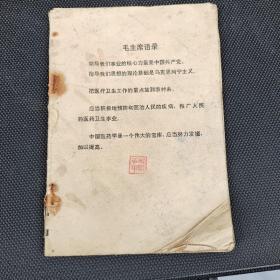 毛主席语录
领导我们事业的核心力量是中国共产党。
指导我们思想的理论基础是马克思列宁主义。
把医疗卫生工作的重点放到农村去。
应当积极地预防和医治人民的疾病，推广人民
的医药卫生事业。
中国医药学是一个伟大的宝库，应当努力发掘，
加以提高。